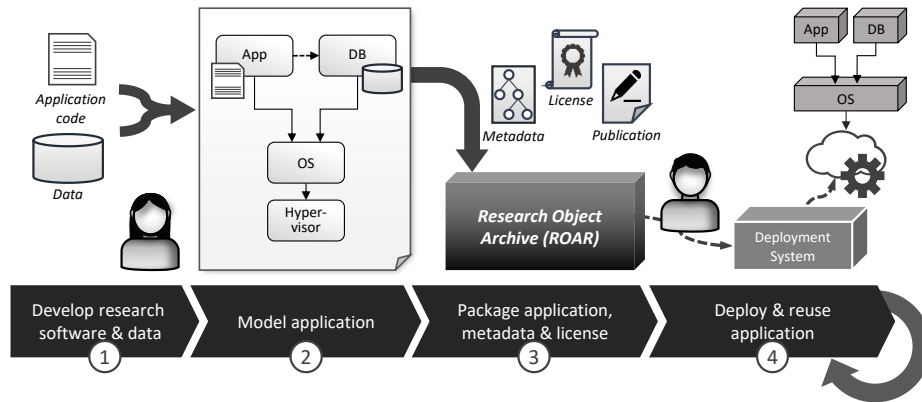 Application
code
Data
App
DB
OS
Hyper-
visor
Metadata
License
Publication
Research Object
Archive (ROAR)
App
DB
OS
Deployment
System
Develop research
software & data
1
Model application
2
Package application,
metadata & license
3
Deploy & reuse
application
4